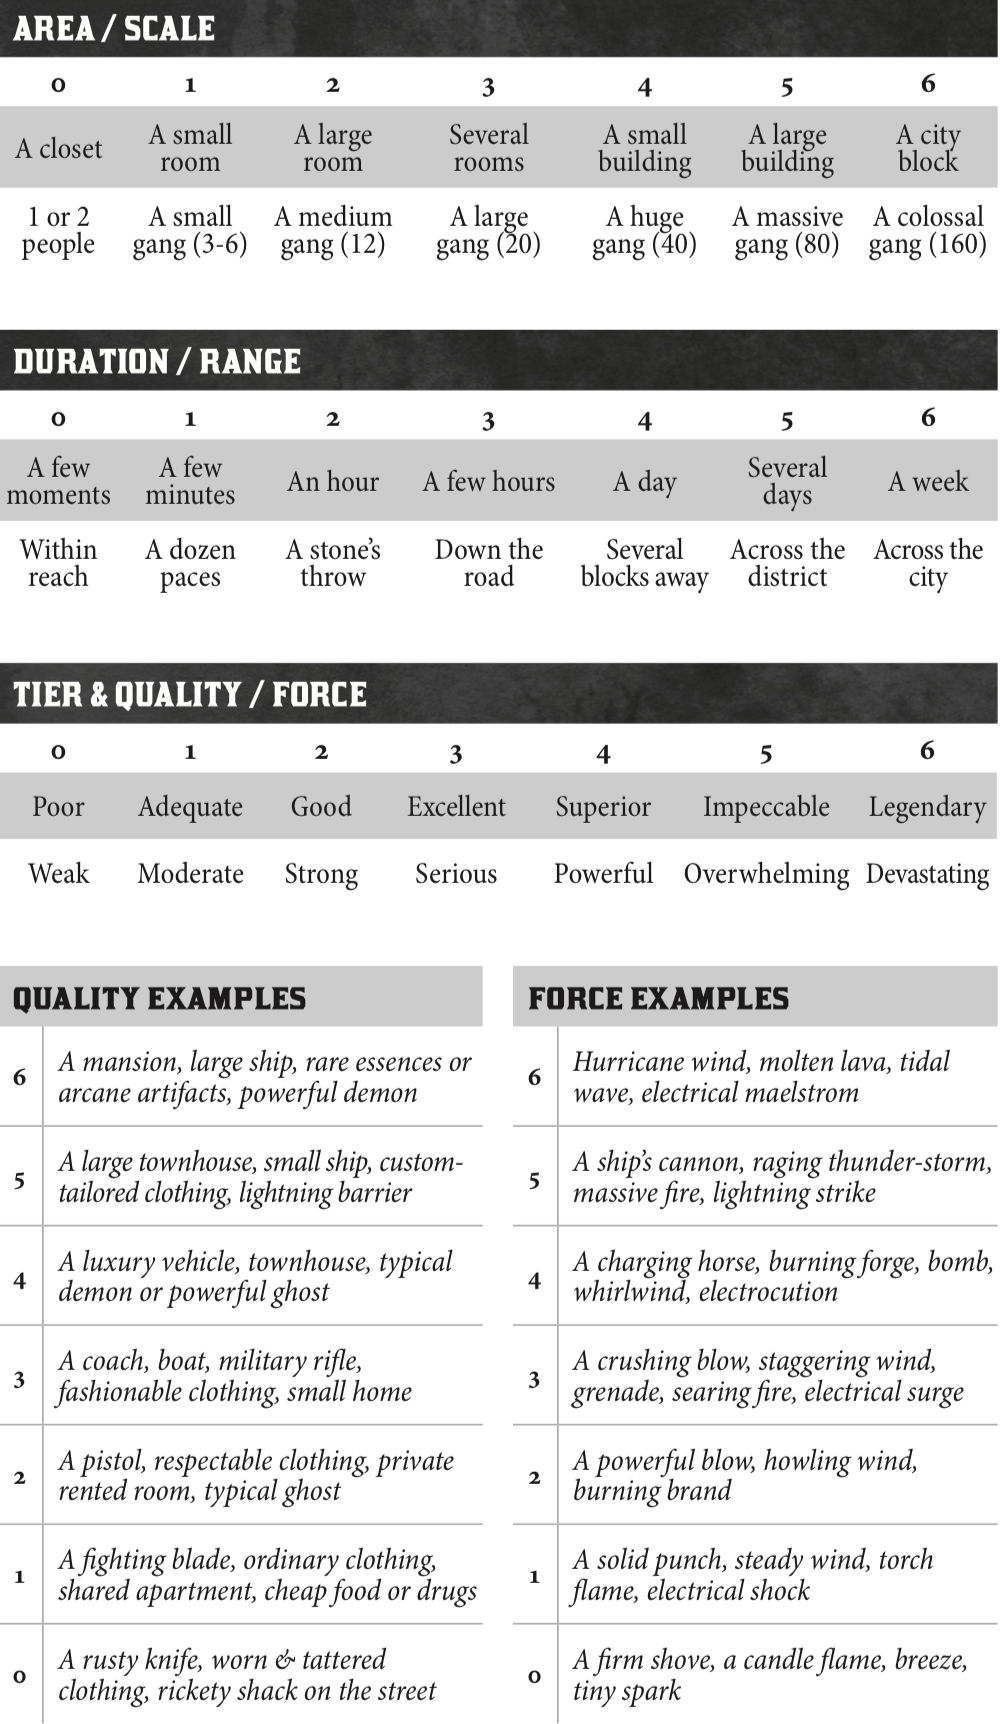 AREA / SCALE
0 1 2 3 4 5 6
A closet A small room A large room Several rooms A small building A large building A city block
1 or 2 people A small gang (3-6) A medium gang (12) A large gang (20) A huge gang (40) A massive gang (80) A colossal gang (160)
DURATION / RANGE
0 1 2 3 4 5 6
A few moments A few minutes An hour A few hours A day Several days A week
Within reach A dozen paces A stone's throw Down the road Several blocks away Across the district Across the city
TIER & QUALITY / FORCE
0 1 2 3 4 5 6
Poor Adequate Good Excellent Superior Impeccable Legendary
Weak Moderate Strong Serious Powerful Overwhelming Devastating
QUALITY EXAMPLES
6 A mansion, large ship, rare essences or
arcane artifacts, powerful demon
5 A large townhouse, small ship, custom-
tailored clothing, lightning barrier
4 A luxury vehicle, townhouse, typical
demon or powerful ghost
3 A coach, boat, military rifle,
fashionable clothing, small home
2 A pistol, respectable clothing, private
rented room, typical ghost
1 A fighting blade, ordinary clothing,
shared apartment, cheap food or drugs
0 A rusty knife, worn & tattered
clothing, rickety shack on the street
FORCE EXAMPLES
6 Hurricane wind, molten lava, tidal
wave, electrical maelstrom
5 A ship's cannon, raging thunder-storm,
massive fire, lightning strike
4 A charging horse, burning forge, bomb,
whirlwind, electrocution
3 A crushing blow, staggering wind,
grenade, searing fire, electrical surge
2 A powerful blow, howling wind,
burning brand
1 A solid punch, steady wind, torch
flame, electrical shock
0 A firm shove, a candle flame, breeze,
tiny spark